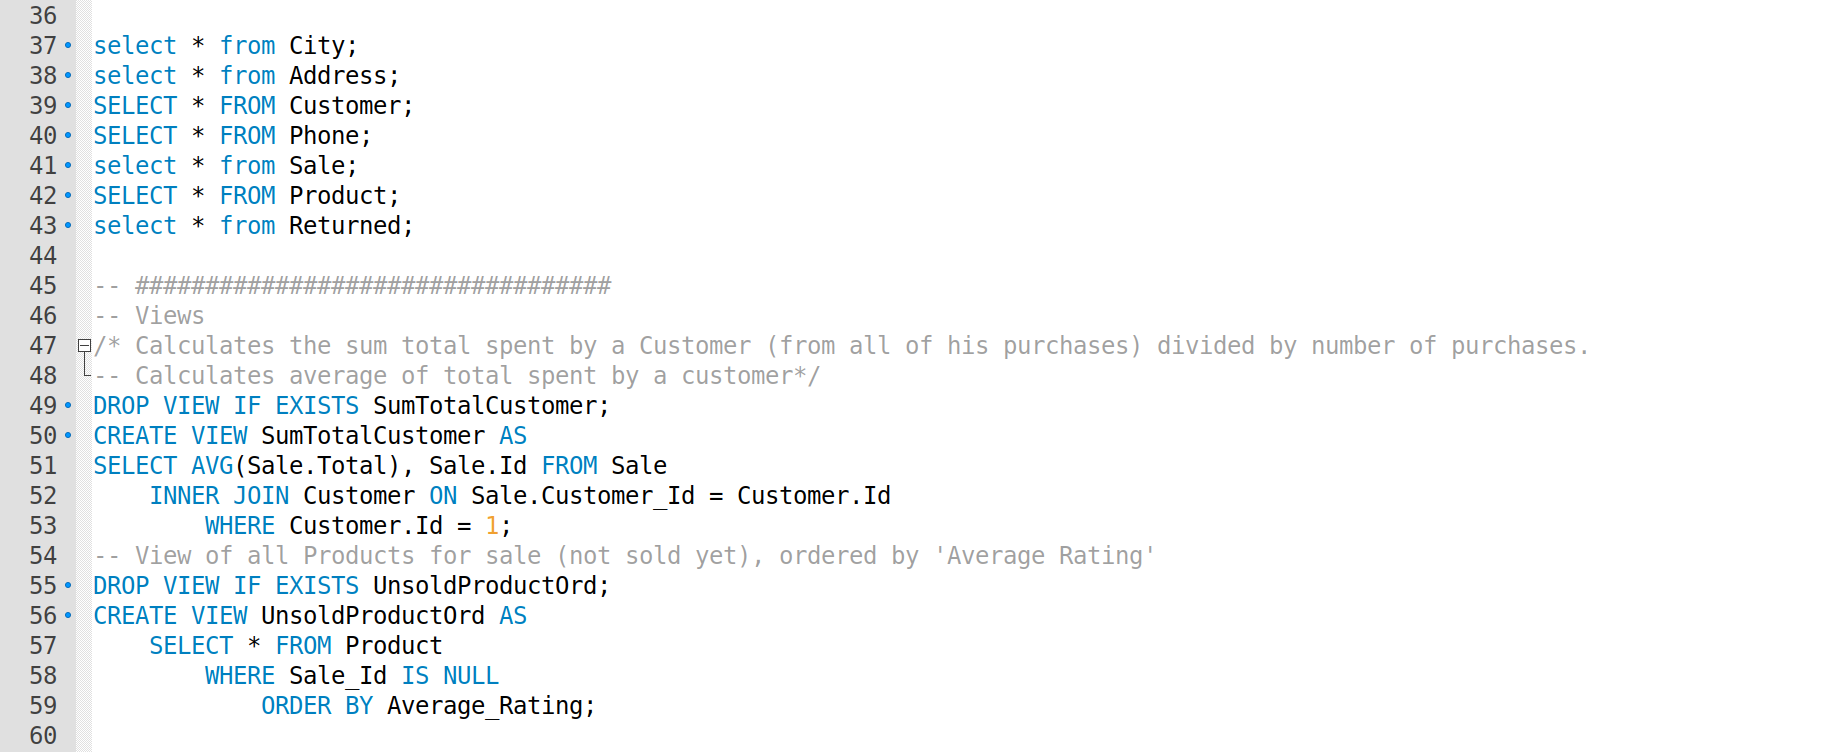 36
37 select * from City;
38 select * from Address;
39 SELECT * FROM Customer;
40 SELECT * FROM Phone;
41 select * from Sale;
42 SELECT * FROM Product;
43 select * from Returned;
44
45 -- ##################################
46 -- Views
47 /* Calculates the sum total spent by a Customer (from all of his purchases) divided by number of purchases.
48 -- Calculates average of total spent by a customer*/
49 DROP VIEW IF EXISTS SumTotalCustomer;
50 CREATE VIEW SumTotalCustomer AS
51 SELECT AVG(Sale.Total), Sale.Id FROM Sale
52     INNER JOIN Customer ON Sale.Customer_Id = Customer.Id
53         WHERE Customer.Id = 1;
54 -- View of all Products for sale (not sold yet), ordered by 'Average Rating'
55 DROP VIEW IF EXISTS UnsoldProductOrd;
56 CREATE VIEW UnsoldProductOrd AS
57     SELECT * FROM Product
58         WHERE Sale_Id IS NULL
59             ORDER BY Average_Rating;
60